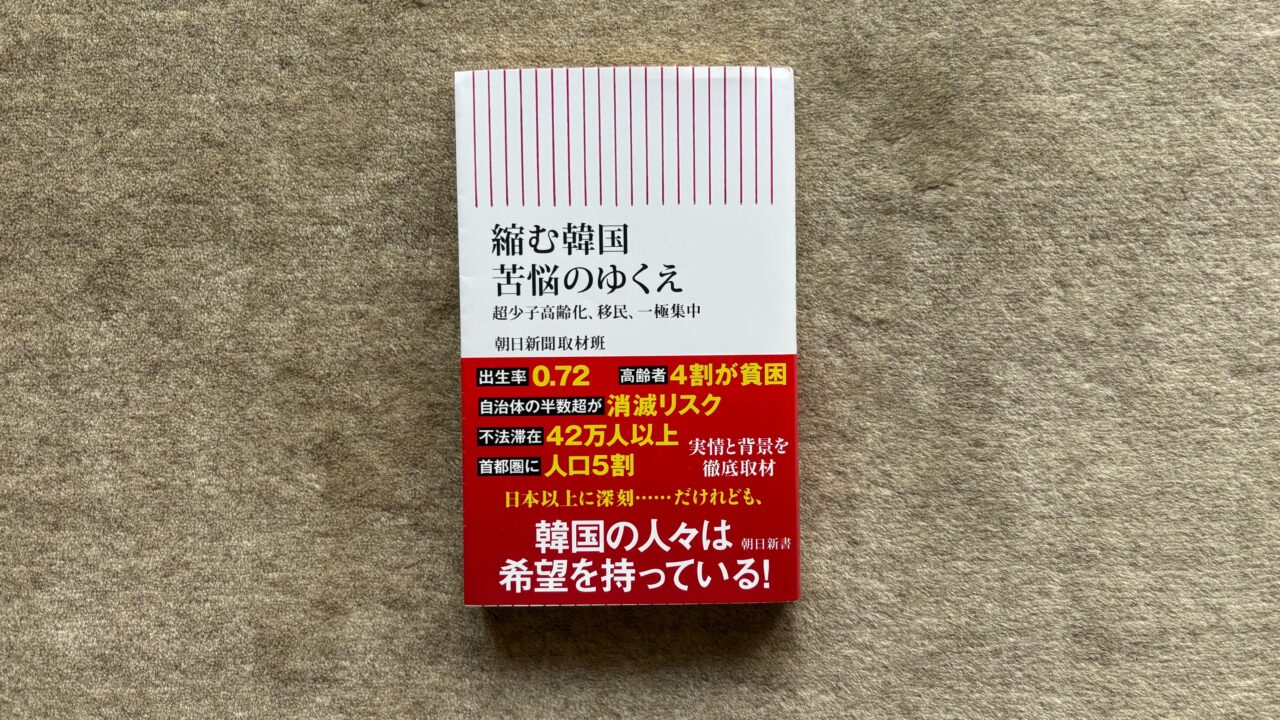 縮む韓国
苦悩のゆくえ
超少子高齢化、移民、一極集中
朝日新聞取材班
出生率 0.72 高齢者 4割が貧困
自治体の半数超が 消滅リスク
不法滞在 42万人以上
首都圏に 人口5割
実情と背景を
徹底取材
日本以上に深刻……だけれども、
韓国の人々は
希望を持っている!
朝日新書